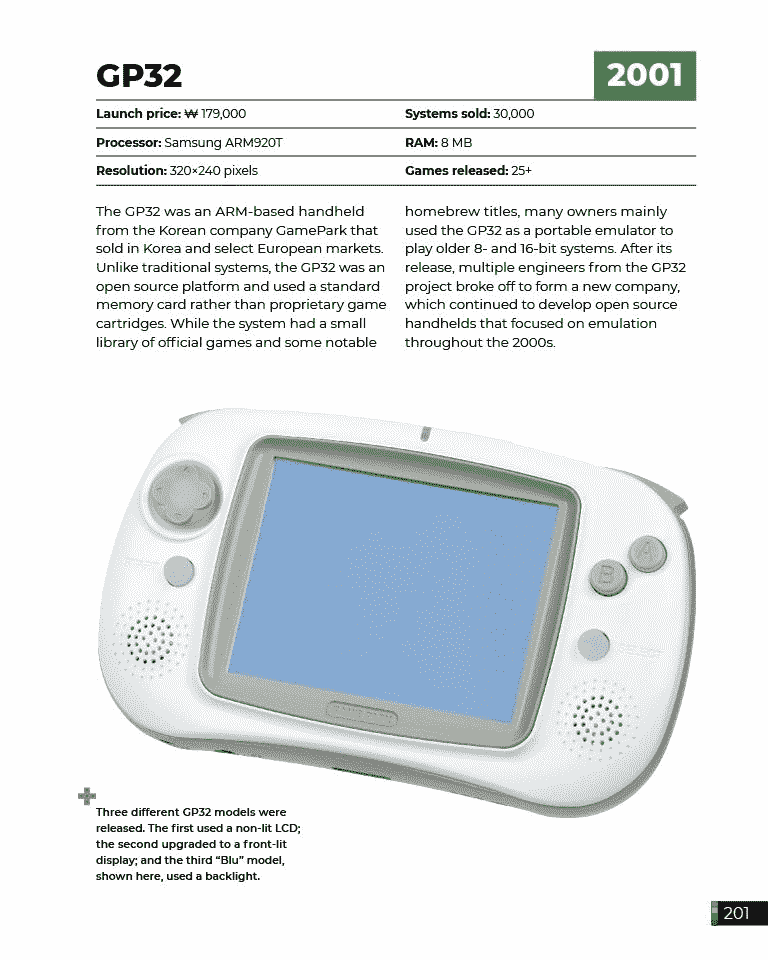 GP32
2001
Launch price: ₩ 179,000
Systems sold: 30,000
Processor: Samsung ARM920T
RAM: 8 MB
Resolution: 320×240 pixels
Games released: 25+
The GP32 was an ARM-based handheld
from the Korean company GamePark that
sold in Korea and select European markets.
Unlike traditional systems, the GP32 was an
open source platform and used a standard
memory card rather than proprietary game
cartridges. While the system had a small
library of official games and some notable
homebrew titles, many owners mainly
used the GP32 as a portable emulator to
play older 8- and 16-bit systems. After its
release, multiple engineers from the GP32
project broke off to form a new company,
which continued to develop open source
handhelds that focused on emulation
throughout the 2000s.
A
B
Three different GP32 models were
released. The first used a non-lit LCD;
the second upgraded to a front-lit
display; and the third “Blu” model,
shown here, used a backlight.
201